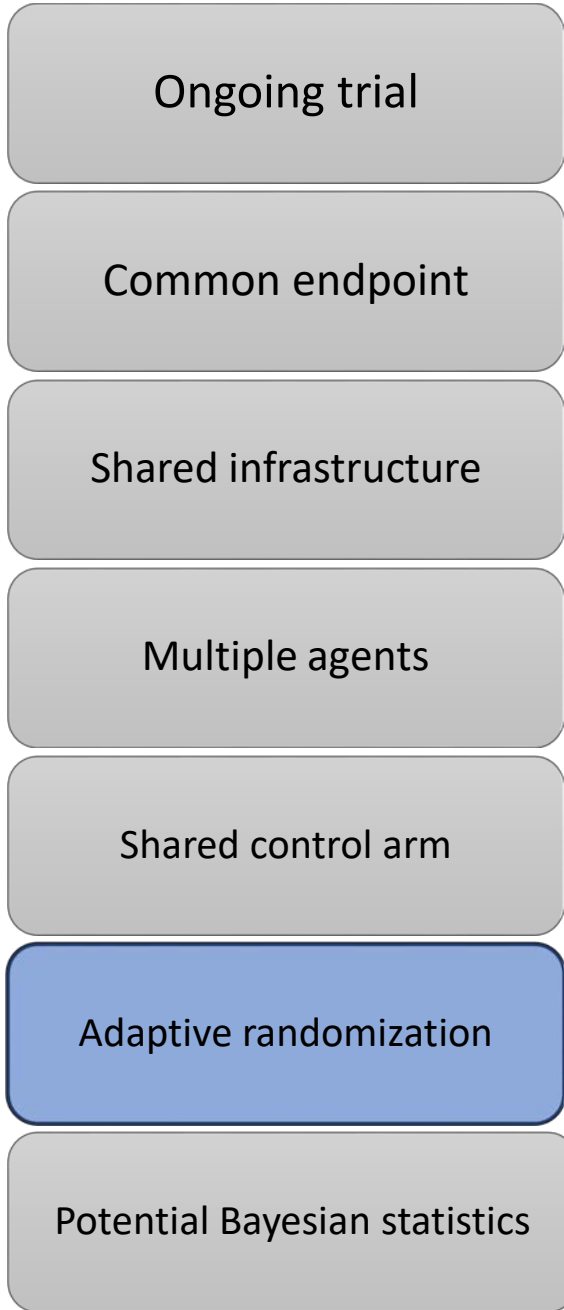 Ongoing trial
Common endpoint
Shared infrastructure
Multiple agents
Shared control arm
Adaptive randomization
Potential Bayesian statistics